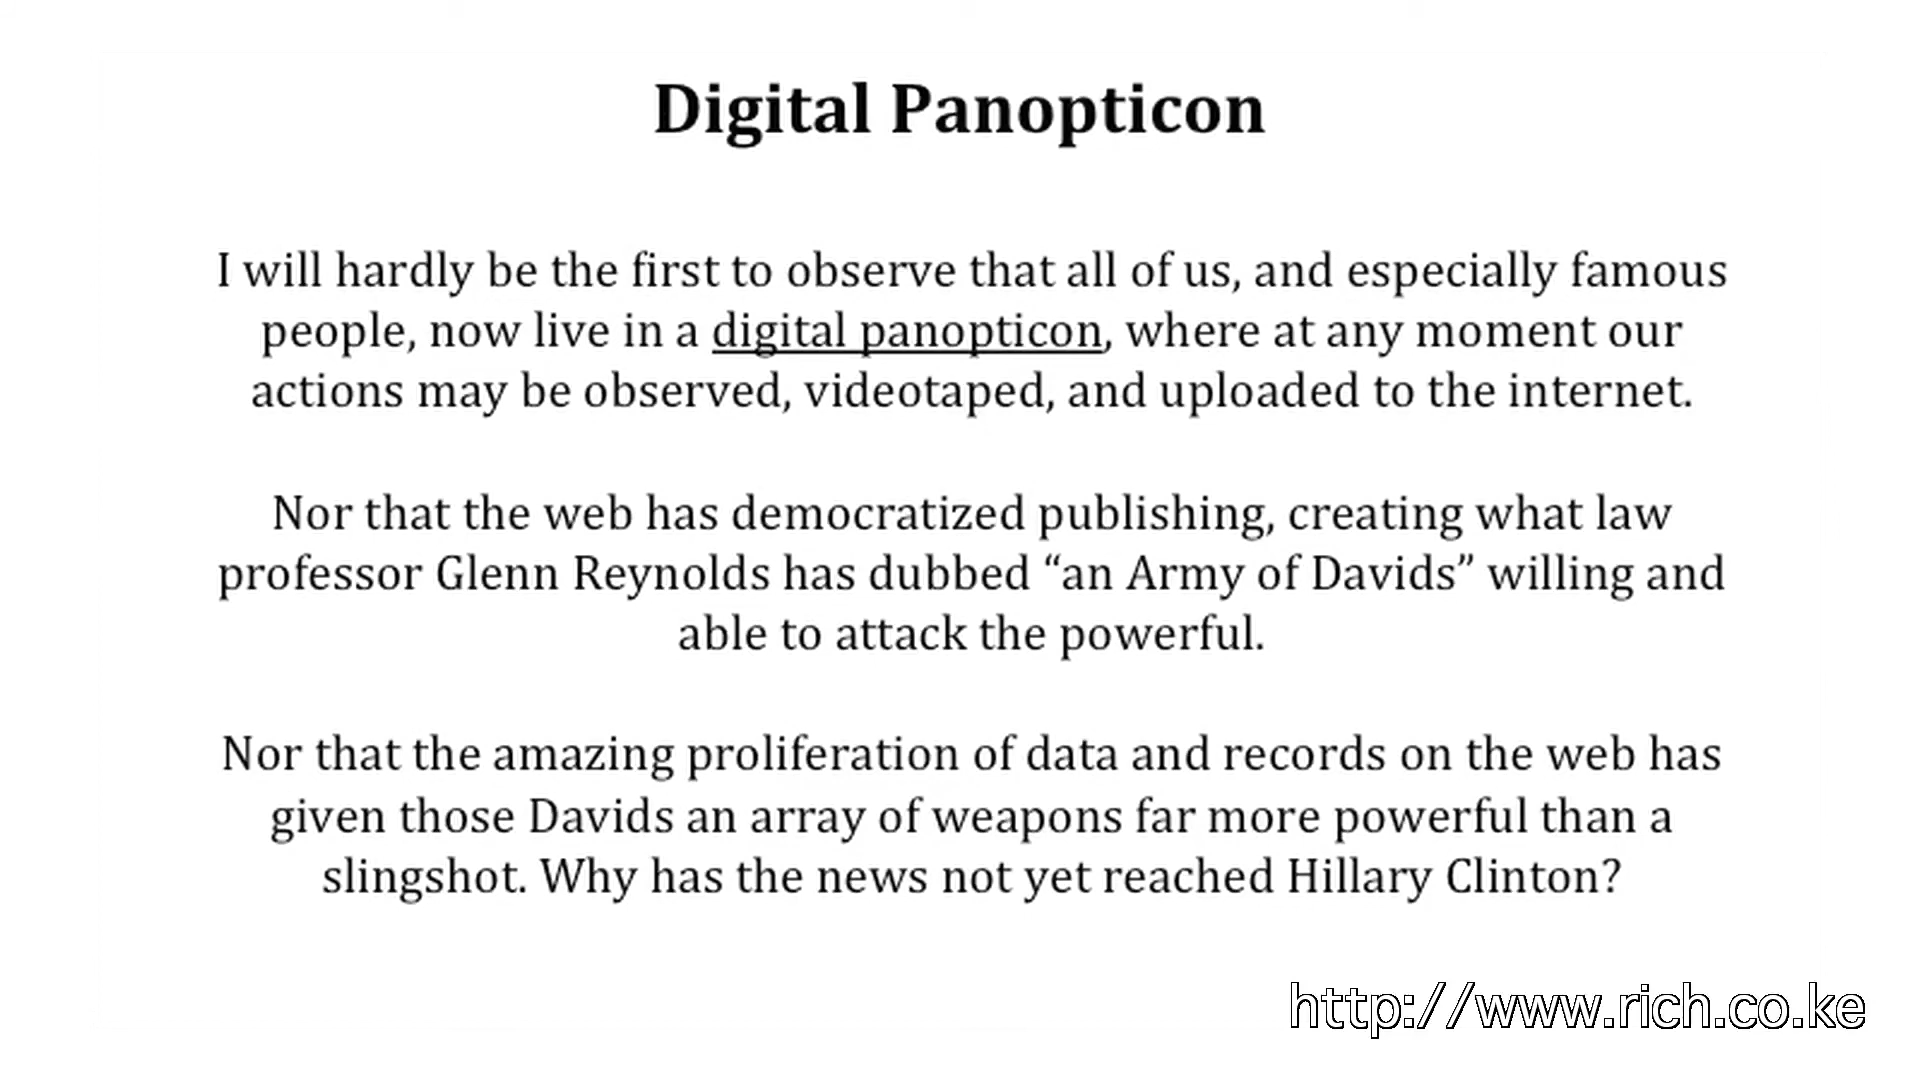 Digital Panopticon
I will hardly be the first to observe that all of us, and especially famous
people, now live in a digital panopticon, where at any moment our
actions may be observed, videotaped, and uploaded to the internet.
Nor that the web has democratized publishing, creating what law
professor Glenn Reynolds has dubbed “an Army of Davids” willing and
able to attack the powerful.
Nor that the amazing proliferation of data and records on the web has
given those Davids an array of weapons far more powerful than a
slingshot. Why has the news not yet reached Hillary Clinton?
http://www.rich.co.ke